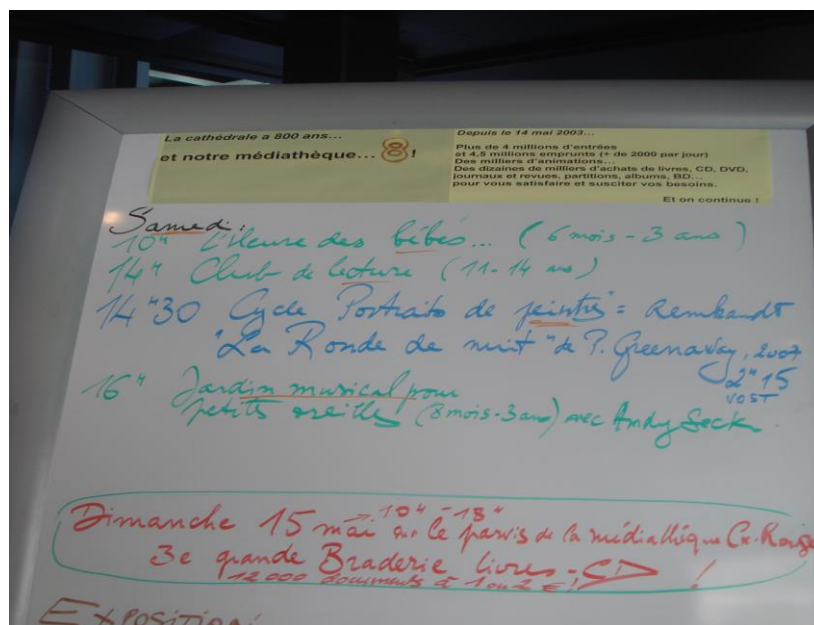 La cathédrale a 800 ans...
et notre médiathèque... 8 !
Depuis le 14 mai 2003...
Plus de 4 millions d'entrées
et 4,5 millions emprunts (+ de 2000 par jour)
Des milliers d'animations...
Des dizaines de milliers d'achats de livres, CD, DVD,
journaux et revues, partitions, albums, BD...
pour vous satisfaire et susciter vos besoins.
Et on continue !
Samedi :
10h L'Heure des bébés... (6 mois - 3 ans)
14h Club de lecture (11-14 ans)
14h30 Cycle Portraits de peintres = Rembrandt
"La Ronde de nuit" de P. Greenaway, 2007
2h15
VOST
16h Jardin musical pour
petits oreilles (3 mois - 3 ans) avec Andy Seck.
10h - 18h
Dimanche 15 mai → sur le parvis de la médiathèque Cx-Rouge
3e grande Braderie livres - CD !
12 000 documents à 1 ou 2 € !
EXPOSITION: